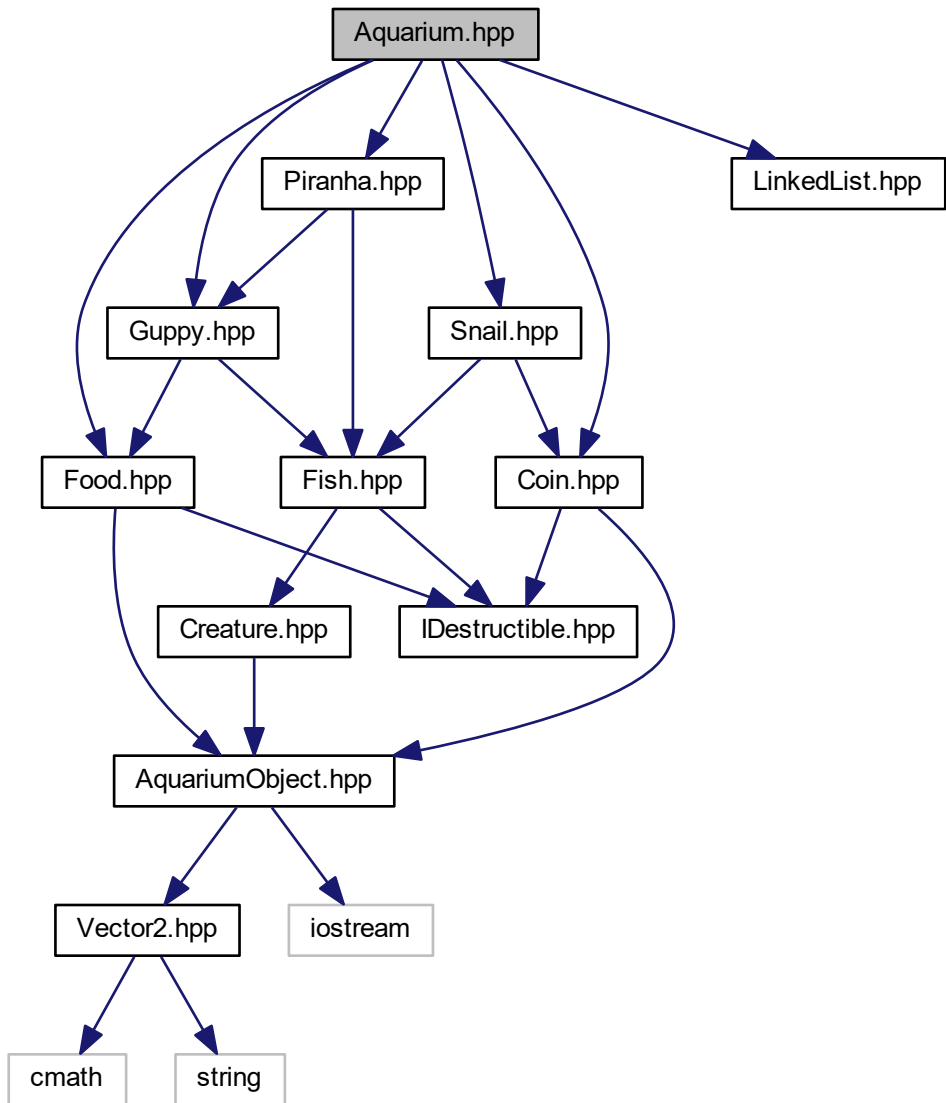 Aquarium.hpp
Piranha.hpp
LinkedList.hpp
Guppy.hpp
Snail.hpp
Food.hpp
Fish.hpp
Coin.hpp
Creature.hpp
IDestructible.hpp
AquariumObject.hpp
Vector2.hpp
iostream
cmath
string